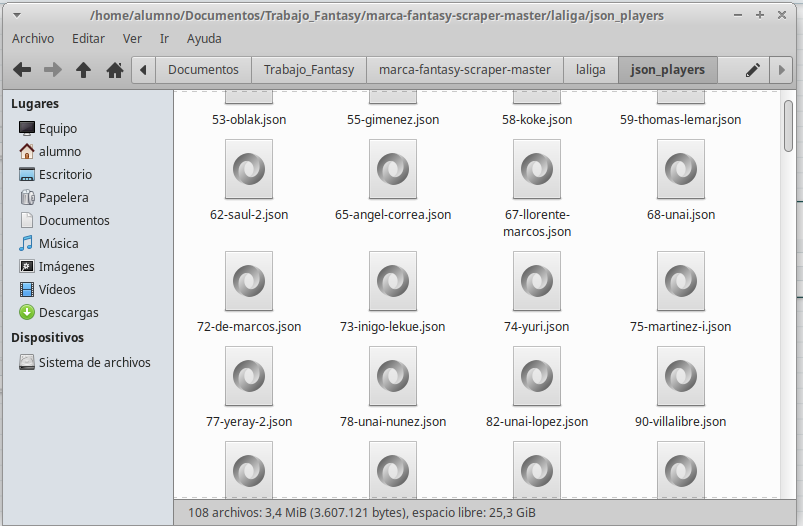 /home/alumno/Documentos/Trabajo_Fantasy/marca-fantasy-scraper-master/laliga/json_players
Archivo Editar Ver Ir Ayuda
Documentos Trabajo_Fantasy marca-fantasy-scraper-master laliga json_players
Lugares
Equipo
alumno
Escritorio
Papelera
Documentos
Música
Imágenes
Vídeos
Descargas
Dispositivos
Sistema de archivos
53-oblak.json 55-gimenez.json 58-koke.json 59-thomas-lemar.json
62-saul-2.json 65-angel-correa.json 67-llorente-marcos.json 68-unai.json
72-de-marcos.json 73-inigo-lekue.json 74-yuri.json 75-martinez-i.json
77-yeray-2.json 78-unai-nunez.json 82-unai-lopez.json 90-villalibre.json
108 archivos: 3,4 MiB (3.607.121 bytes), espacio libre: 25,3 GiB